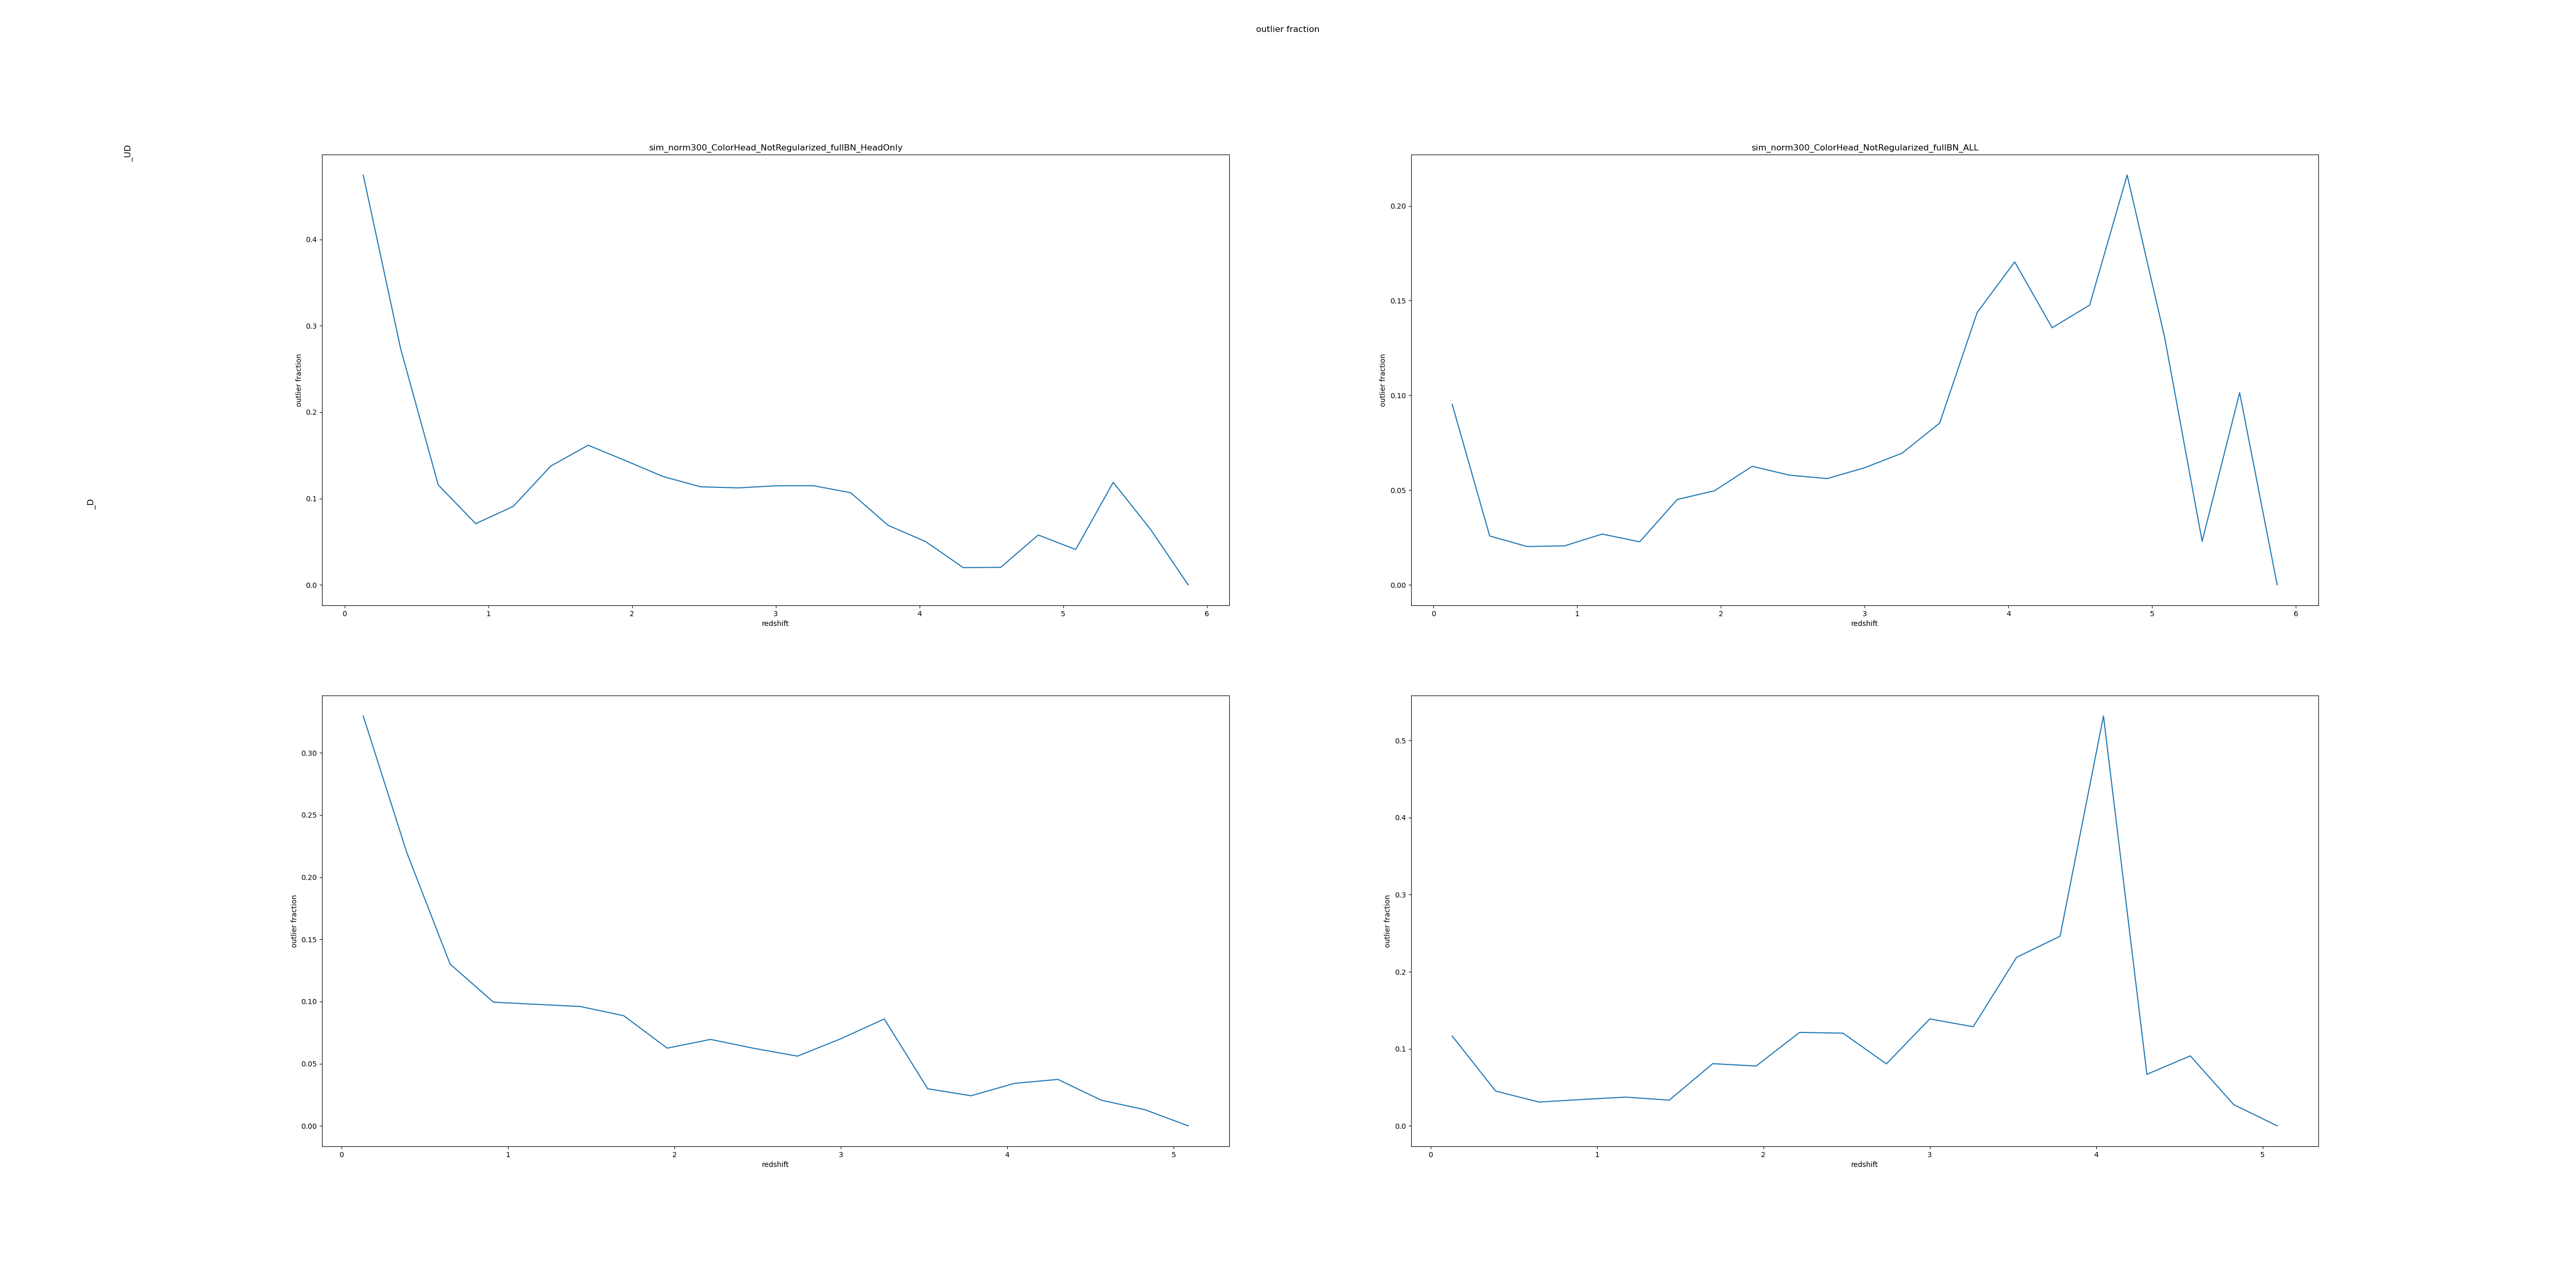 outlier fraction
_UD
sim_norm300_ColorHead_NotRegularized_fullBN_HeadOnly
outlier fraction
0.4
0.3
0.2
0.1
0.0
0 1 2 3 4 5 6
redshift
sim_norm300_ColorHead_NotRegularized_fullBN_ALL
outlier fraction
0.20
0.15
0.10
0.05
0.00
0 1 2 3 4 5 6
redshift
_D
outlier fraction
0.30
0.25
0.20
0.15
0.10
0.05
0.00
0 1 2 3 4 5
redshift
outlier fraction
0.5
0.4
0.3
0.2
0.1
0.0
0 1 2 3 4 5
redshift